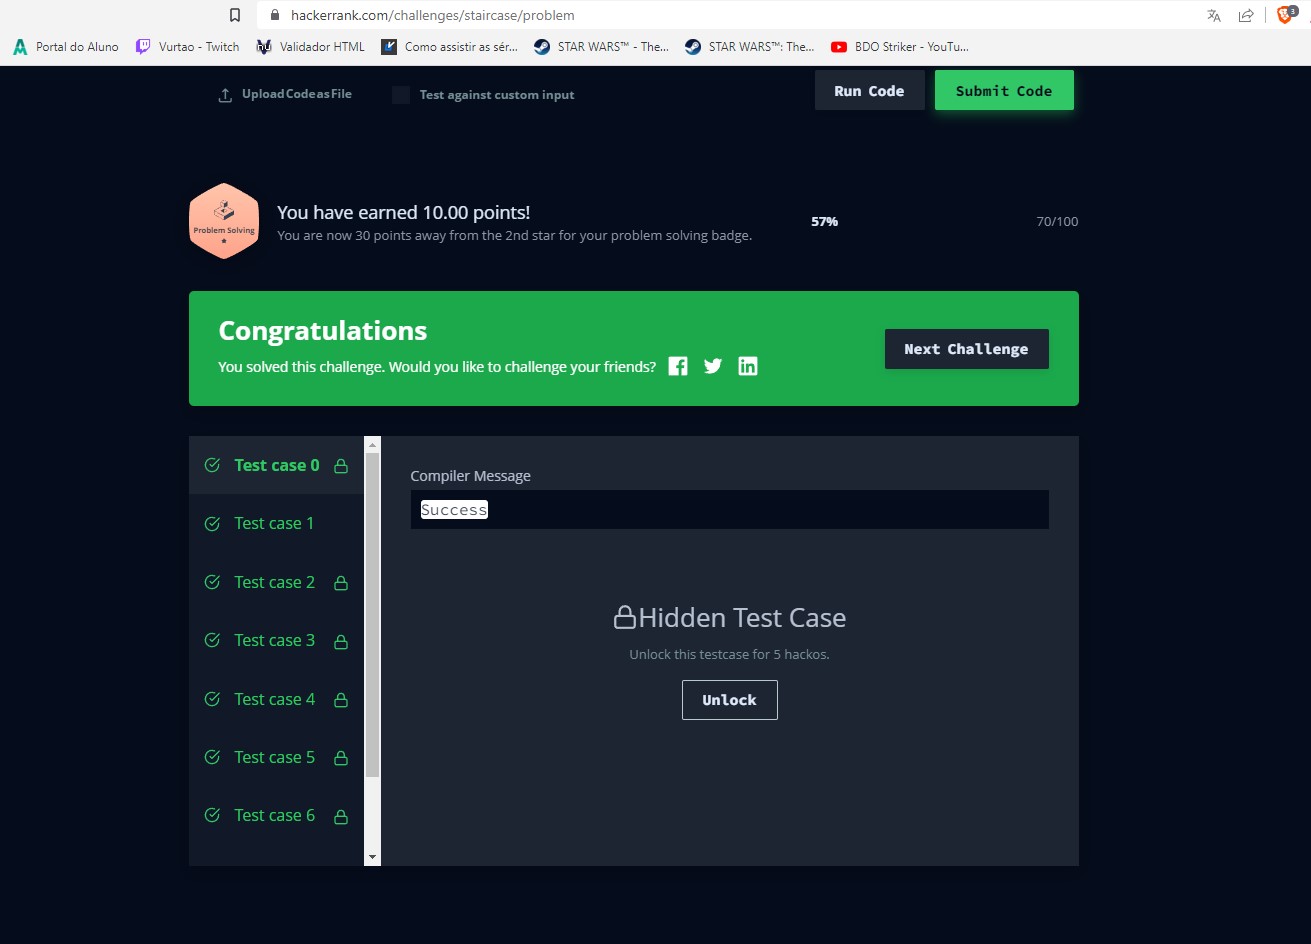 hackerrank.com/challenges/staircase/problem
3
Portal do Aluno
Vurtao - Twitch
Validador HTML
Como assistir as sér...
STAR WARS™ - The...
STAR WARS™: The...
BDO Striker - YouTu...
Upload Code as File
Test against custom input
Run Code
Submit Code
Problem Solving
You have earned 10.00 points!
You are now 30 points away from the 2nd star for your problem solving badge.
57%
70/100
Congratulations
You solved this challenge. Would you like to challenge your friends?
Next Challenge
Test case 0
Test case 1
Test case 2
Test case 3
Test case 4
Test case 5
Test case 6
Compiler Message
Success
Hidden Test Case
Unlock this testcase for 5 hackos.
Unlock